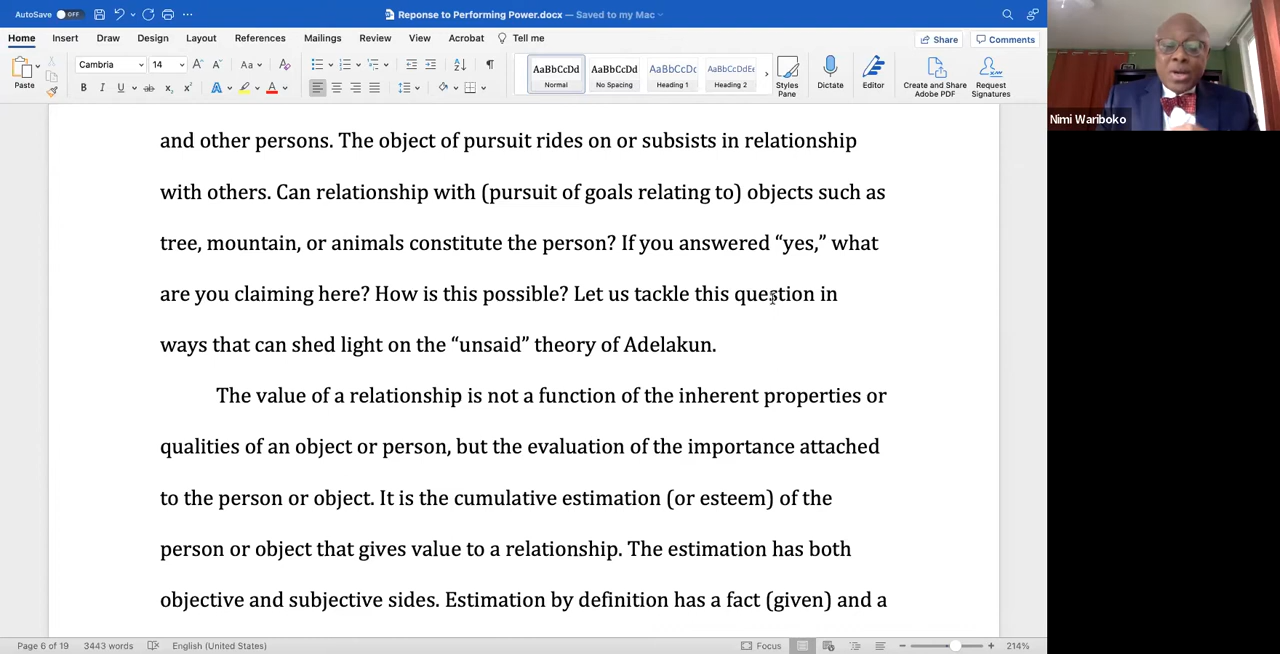 AutoSave OFF Reponse to Performing Power.docx — Saved to my Mac
Home Insert Draw Design Layout References Mailings Review View Acrobat Tell me Share Comments
Paste Cambria 14 A A Aa A AaBbCcDd AaBbCcDd AaBbCcDc AaBbCcDdEe Styles Pane Dictate Editor Create and Share Adobe PDF Request Signatures
B I U ab x₂ x² A A Normal No Spacing Heading 1 Heading 2
Nimi Wariboko
and other persons. The object of pursuit rides on or subsists in relationship
with others. Can relationship with (pursuit of goals relating to) objects such as
tree, mountain, or animals constitute the person? If you answered “yes,” what
are you claiming here? How is this possible? Let us tackle this question in
ways that can shed light on the “unsaid” theory of Adelakun.
The value of a relationship is not a function of the inherent properties or
qualities of an object or person, but the evaluation of the importance attached
to the person or object. It is the cumulative estimation (or esteem) of the
person or object that gives value to a relationship. The estimation has both
objective and subjective sides. Estimation by definition has a fact (given) and a
Page 6 of 19 3443 words English (United States) Focus 214%